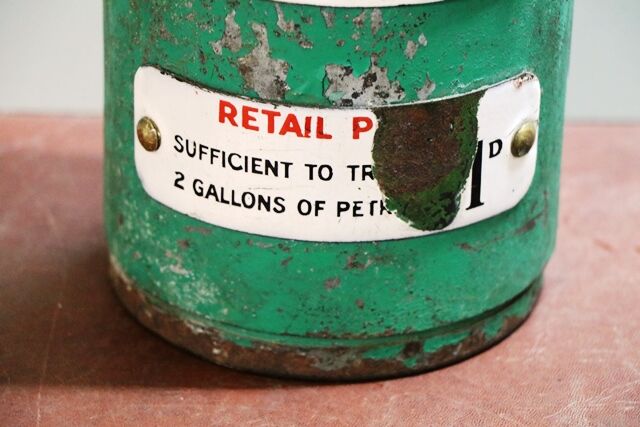 RETAIL P
SUFFICIENT TO TR
2 GALLONS OF PET
1D